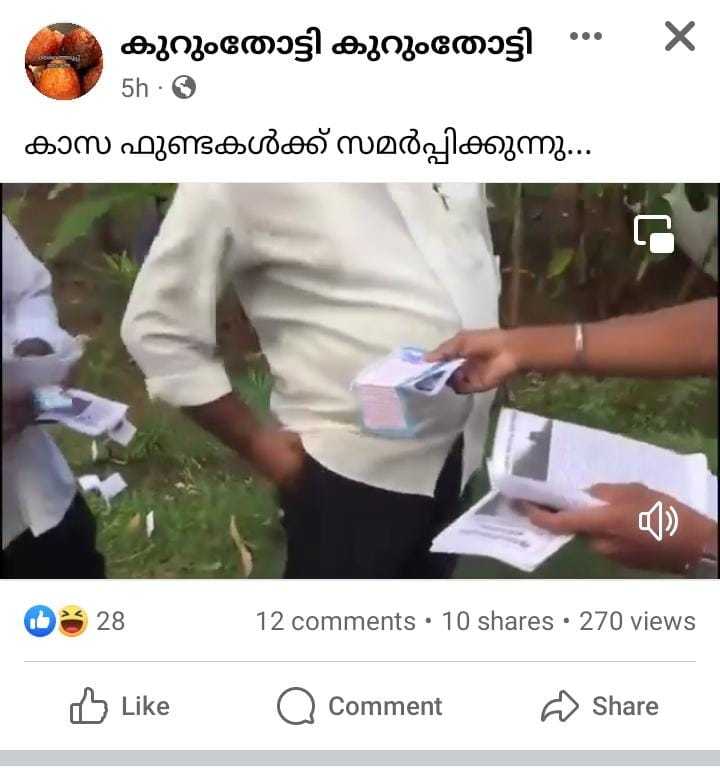 കുറുംതോട്ടി കുറുംതോട്ടി
5h ·
കാസ ഫുണ്ടകൾക്ക് സമർപ്പിക്കുന്നു...
28
12 comments • 10 shares • 270 views
Like
Comment
Share